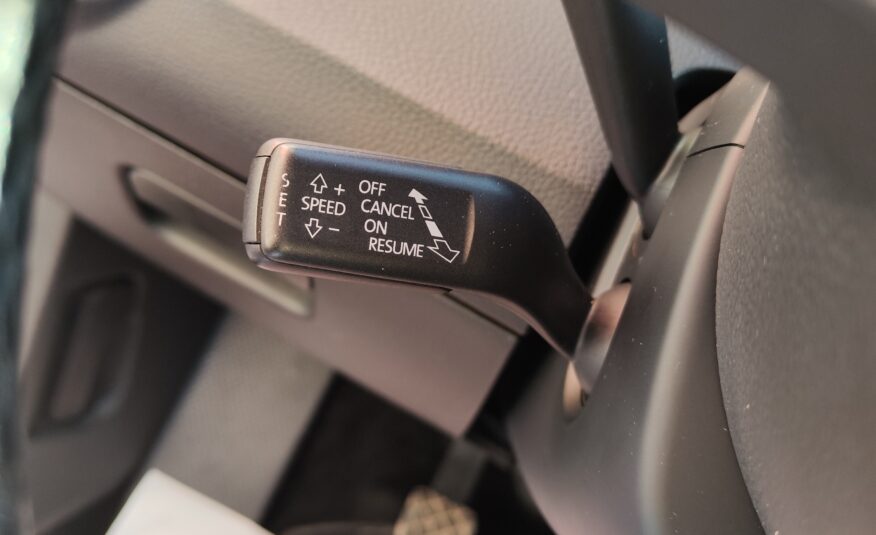 SET
+
SPEED
−
OFF
CANCEL
ON
RESUME